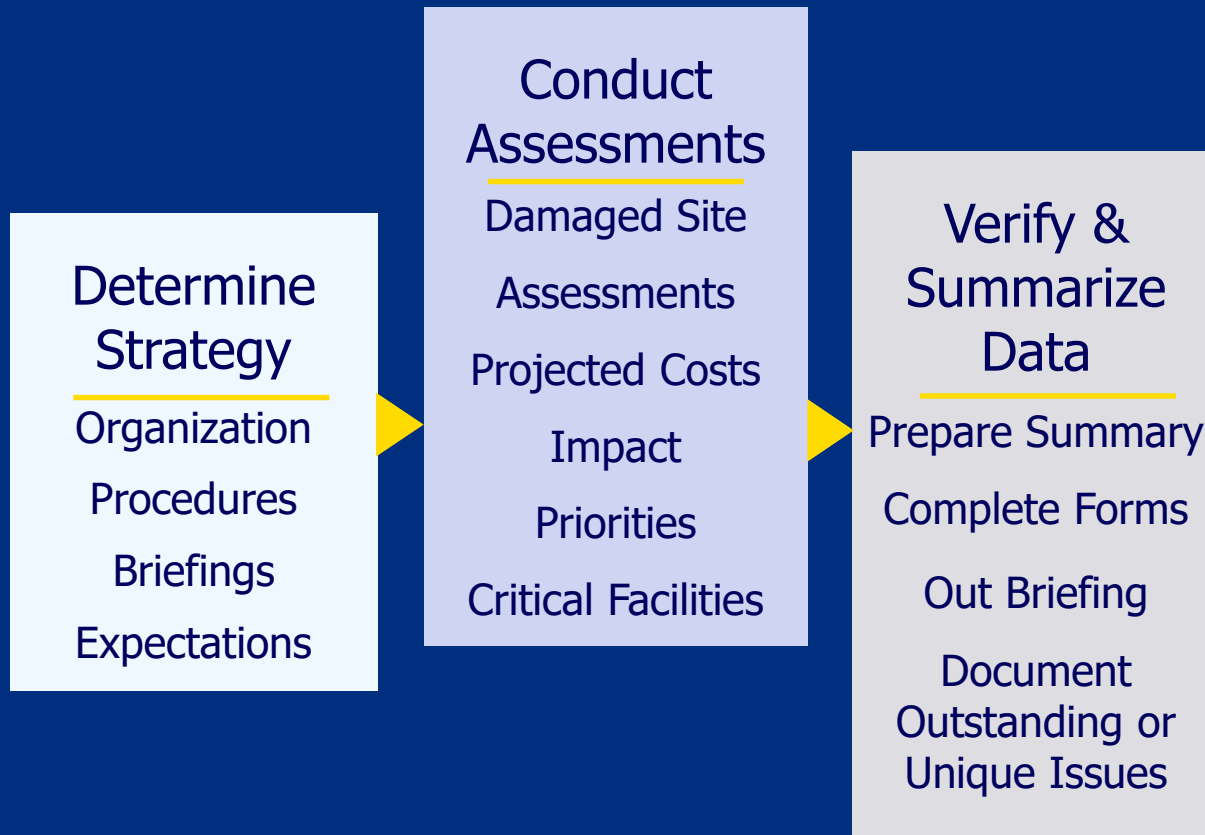 Determine
Strategy
Organization
Procedures
Briefings
Expectations
Conduct
Assessments
Damaged Site
Assessments
Projected Costs
Impact
Priorities
Critical Facilities
Verify &
Summarize
Data
Prepare Summary
Complete Forms
Out Briefing
Document
Outstanding or
Unique Issues